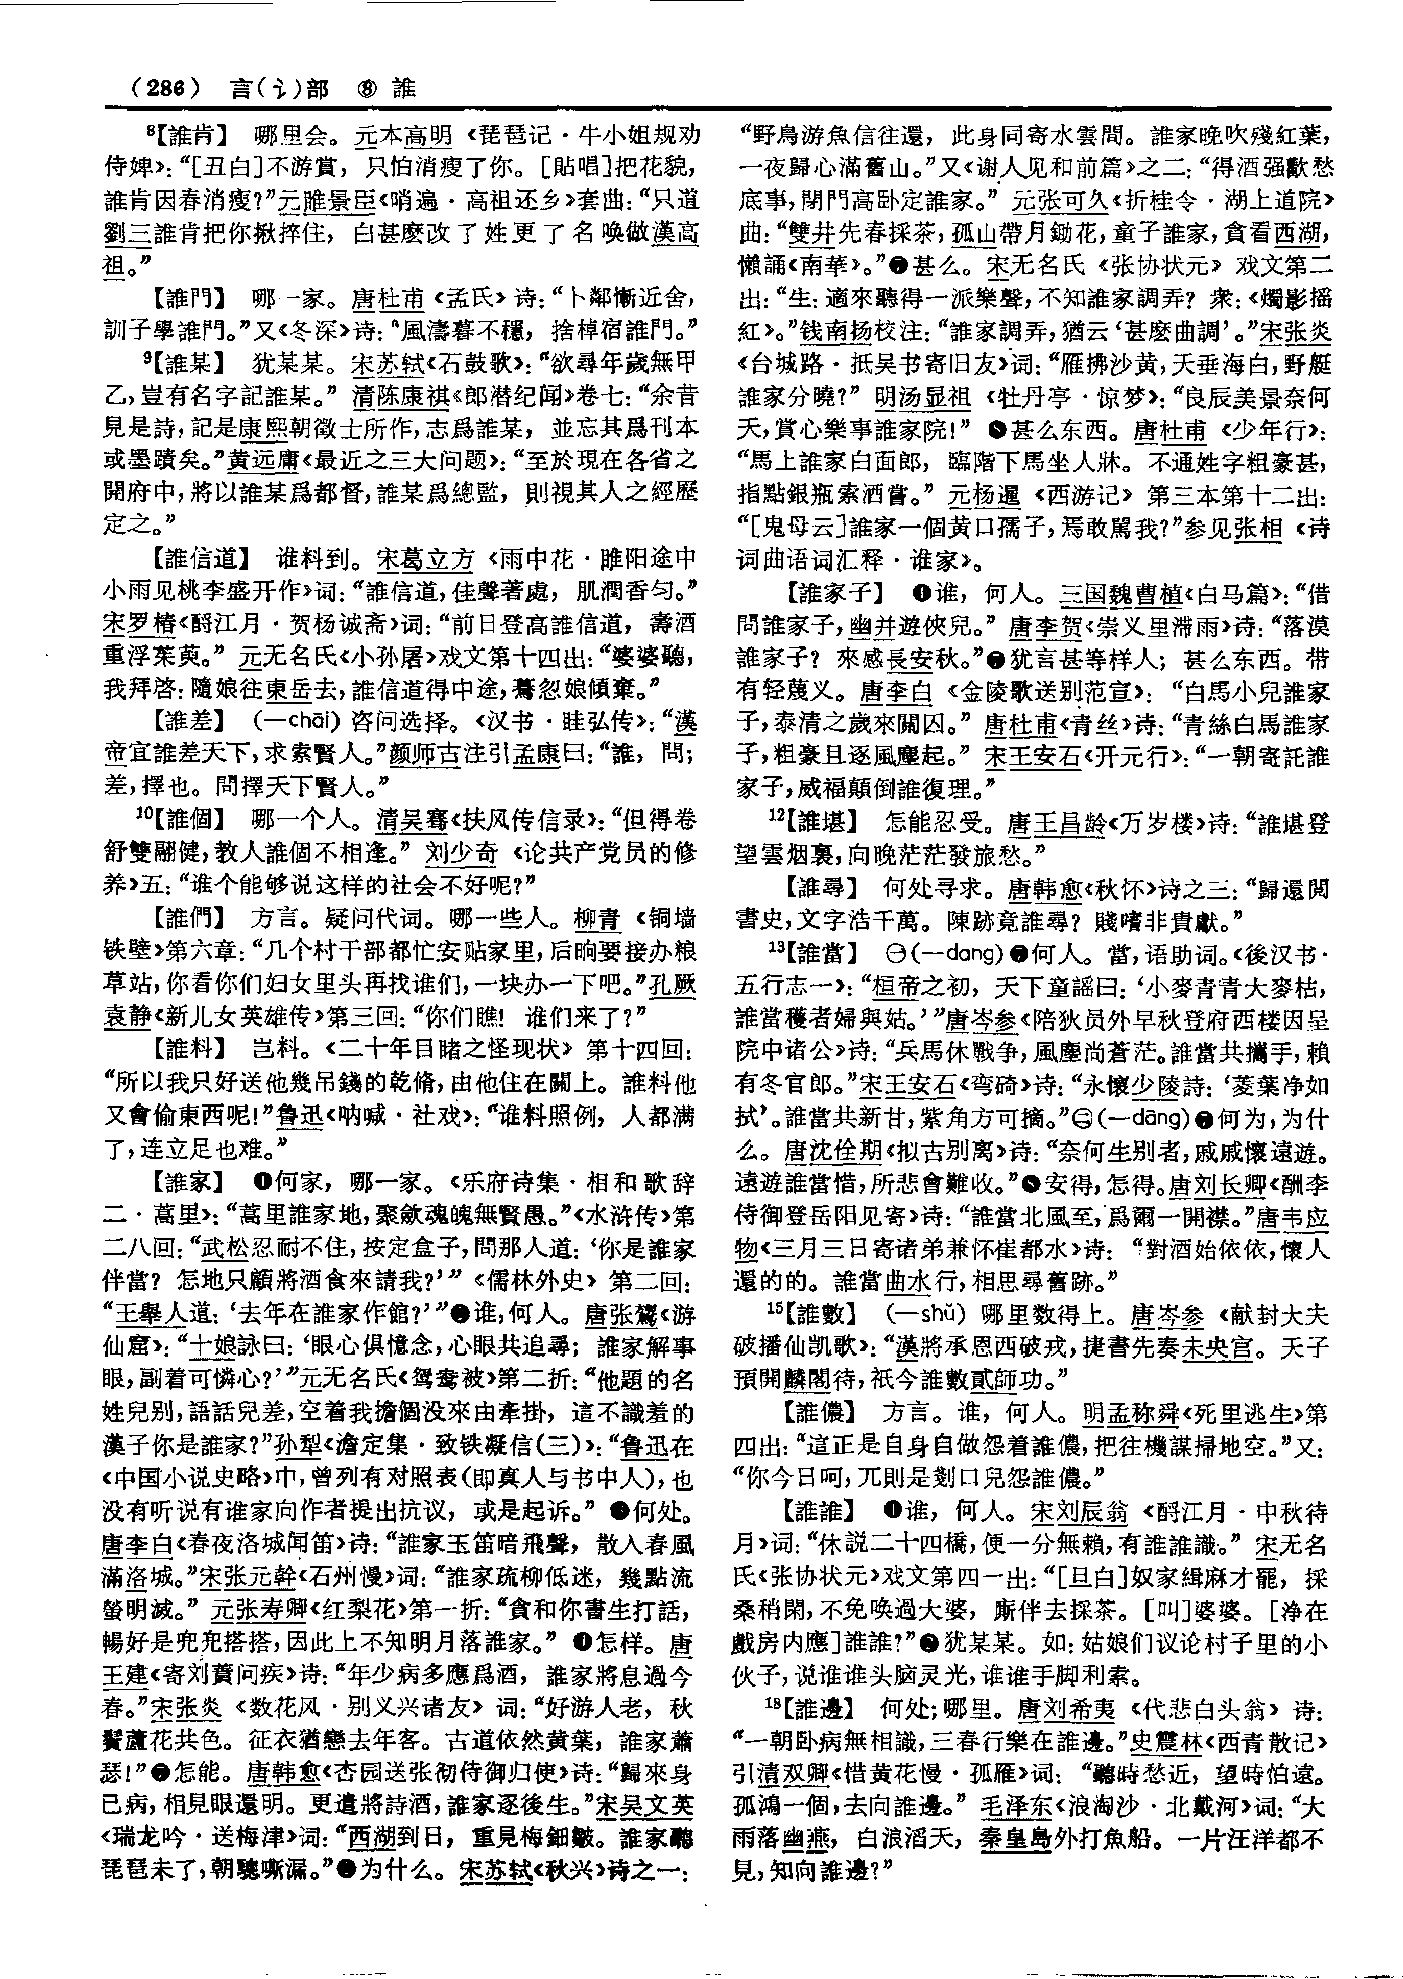 （286） 言(讠)部 ⑧ 誰
⁸【誰肯】 哪里会。元本高明《琵琶记·牛小姐规劝
侍婢》：“[丑白]不游賞，只怕消瘦了你。[貼唱]把花貌，
誰肯因春消瘦？”元睢景臣《哨遍·高祖还乡》套曲：“只道
劉三誰肯把你揪捽住，白甚麽改了姓更了名唤做漢高
祖。”
【誰門】 哪一家。唐杜甫《孟氏》诗：“卜鄰慚近舍，
訓子學誰門。”又《冬深》诗：“風濤暮不穩，捨棹宿誰門。”
⁹【誰某】 犹某某。宋苏轼《石鼓歌》：“欲尋年歲無甲
乙，豈有名字記誰某。”清陈康祺《郎潜纪闻》卷七：“余昔
見是詩，記是康熙朝徵士所作，志爲誰某，並忘其爲刊本
或墨蹟矣。”黄远庸《最近之三大问题》：“至於現在各省之
開府中，將以誰某爲都督，誰某爲總監，則視其人之經歷
定之。”
【誰信道】 谁料到。宋葛立方《雨中花·睢阳途中
小雨见桃李盛开作》词：“誰信道，佳聲著處，肌潤香匀。”
宋罗椿《酹江月·贺杨诚斋》词：“前日登高誰信道，壽酒
重浮茱萸。”元无名氏《小孙屠》戏文第十四出：“婆婆聽，
我拜啓：隨娘往東岳去，誰信道得中途，驀忽娘傾棄。”
【誰差】 （—chāi）咨问选择。《汉书·眭弘传》：“漢
帝宜誰差天下，求索賢人。”颜师古注引孟康曰：“誰，問；
差，擇也。問擇天下賢人。”
¹⁰【誰個】 哪一个人。清吴骞《扶风传信录》：“但得卷
舒雙翮健，教人誰個不相逢。”刘少奇《论共产党员的修
养》五：“谁个能够说这样的社会不好呢？”
【誰們】 方言。疑问代词。哪一些人。柳青《铜墙
铁壁》第六章：“几个村干部都忙安贴家里，后晌要接办粮
草站，你看你们妇女里头再找谁们，一块办一下吧。”孔厥
袁静《新儿女英雄传》第三回：“你们瞧！谁们来了？”
【誰料】 岂料。《二十年目睹之怪现状》第十四回：
“所以我只好送他幾吊錢的乾脩，由他住在關上。誰料他
又會偷東西呢！”鲁迅《呐喊·社戏》：“谁料照例，人都满
了，连立足也难。”
【誰家】 ❶何家，哪一家。《乐府诗集·相和歌辞
二·蒿里》：“蒿里誰家地，聚斂魂魄無賢愚。”《水浒传》第
二八回：“武松忍耐不住，按定盒子，問那人道：‘你是誰家
伴當？怎地只顧將酒食來請我？’”《儒林外史》第二回：
“王舉人道：‘去年在誰家作館？’”❷谁，何人。唐张鷟《游
仙窟》：“十娘詠曰：‘眼心俱憶念，心眼共追尋；誰家解事
眼，副着可憐心？’”元无名氏《鸳鸯被》第二折：“他題的名
姓兒别，語話兒差，空着我擔個没來由牽掛，這不識羞的
漢子你是誰家？”孙犁《澹定集·致铁凝信(三)》：“鲁迅在
《中国小说史略》中，曾列有对照表(即真人与书中人)，也
没有听说有谁家向作者提出抗议，或是起诉。”❸何处。
唐李白《春夜洛城闻笛》诗：“誰家玉笛暗飛聲，散入春風
滿洛城。”宋张元幹《石州慢》词：“誰家疏柳低迷，幾點流
螢明滅。”元张寿卿《红梨花》第一折：“貪和你書生打話，
暢好是兜兜搭搭，因此上不知明月落誰家。”❹怎样。唐
王建《寄刘蕡问疾》诗：“年少病多應爲酒，誰家將息過今
春。”宋张炎《数花风·别义兴诸友》词：“好游人老，秋
鬢蘆花共色。征衣猶戀去年客。古道依然黄葉，誰家蕭
瑟！”❺怎能。唐韩愈《杏园送张彻侍御归使》诗：“歸來身
已病，相見眼還明。更遣將詩酒，誰家逐後生。”宋吴文英
《瑞龙吟·送梅津》词：“西湖到日，重見梅鈿皺。誰家聽
琵琶未了，朝驄嘶漏。”❻为什么。宋苏轼《秋兴》诗之一：
“野鳥游魚信往還，此身同寄水雲間。誰家晚吹殘紅葉，
一夜歸心滿舊山。”又《谢人见和前篇》之二：“得酒强歡愁
底事，閉門高卧定誰家。”元张可久《折桂令·湖上道院》
曲：“雙井先春採茶，孤山帶月鋤花，童子誰家，貪看西湖，
懶誦《南華》。”❼甚么。宋无名氏《张协状元》戏文第二
出：“生：適來聽得一派樂聲，不知誰家調弄？衆：《燭影摇
紅》。”钱南扬校注：“誰家調弄，猶云‘甚麽曲調’。”宋张炎
《台城路·抵吴书寄旧友》词：“雁拂沙黄，天垂海白，野艇
誰家分曉？”明汤显祖《牡丹亭·惊梦》：“良辰美景奈何
天，賞心樂事誰家院！”❽甚么东西。唐杜甫《少年行》：
“馬上誰家白面郎，臨階下馬坐人牀。不通姓字粗豪甚，
指點銀瓶索酒嘗。”元杨暹《西游记》第三本第十二出：
“[鬼母云]誰家一個黄口孺子，焉敢罵我？”参见张相《诗
词曲语词汇释·谁家》。
【誰家子】 ❶谁，何人。三国魏曹植《白马篇》：“借
問誰家子，幽并遊俠兒。”唐李贺《崇义里滞雨》诗：“落漠
誰家子？來感長安秋。”❷犹言甚等样人；甚么东西。带
有轻蔑义。唐李白《金陵歌送别范宣》：“白馬小兒誰家
子，泰清之歲來關囚。”唐杜甫《青丝》诗：“青絲白馬誰家
子，粗豪且逐風塵起。”宋王安石《开元行》：“一朝寄託誰
家子，威福顛倒誰復理。”
¹²【誰堪】 怎能忍受。唐王昌龄《万岁楼》诗：“誰堪登
望雲烟裏，向晚茫茫發旅愁。”
【誰尋】 何处寻求。唐韩愈《秋怀》诗之三：“歸還閲
書史，文字浩千萬。陳跡竟誰尋？賤嗜非貴獻。”
¹³【誰當】 ㊀(—dang)❶何人。當，语助词。《後汉书·
五行志一》：“桓帝之初，天下童謡曰：‘小麥青青大麥枯，
誰當穫者婦與姑。’”唐岑参《陪狄员外早秋登府西楼因呈
院中诸公》诗：“兵馬休戰争，風塵尚蒼茫。誰當共攜手，賴
有冬官郎。”宋王安石《弯碕》诗：“永懷少陵詩：‘菱葉净如
拭’。誰當共新甘，紫角方可摘。”㊁(—dāng)❶何为，为什
么。唐沈佺期《拟古别离》诗：“奈何生别者，戚戚懷遠遊。
遠遊誰當惜，所悲會難收。”❷安得，怎得。唐刘长卿《酬李
侍御登岳阳见寄》诗：“誰當北風至，爲爾一開襟。”唐韦应
物《三月三日寄诸弟兼怀崔都水》诗：“對酒始依依，懷人
還的的。誰當曲水行，相思尋舊跡。”
¹⁵【誰數】 （—shǔ）哪里数得上。唐岑参《献封大夫
破播仙凯歌》：“漢將承恩西破戎，捷書先奏未央宫。天子
預開麟閣待，衹今誰數貳師功。”
【誰儂】 方言。谁，何人。明孟称舜《死里逃生》第
四出：“這正是自身自做怨着誰儂，把往機謀掃地空。”又：
“你今日呵，兀則是剗口兒怨誰儂。”
【誰誰】 ❶谁，何人。宋刘辰翁《酹江月·中秋待
月》词：“休説二十四橋，便一分無賴，有誰誰識。”宋无名
氏《张协状元》戏文第四一出：“[旦白]奴家緝麻才罷，採
桑稍閑，不免唤過大婆，廝伴去採茶。[叫]婆婆。[净在
戲房内應]誰誰？”❷犹某某。如：姑娘们议论村子里的小
伙子，说谁谁头脑灵光，谁谁手脚利索。
¹⁸【誰邊】 何处；哪里。唐刘希夷《代悲白头翁》诗：
“一朝卧病無相識，三春行樂在誰邊。”史震林《西青散记》
引清双卿《惜黄花慢·孤雁》词：“聽時愁近，望時怕遠。
孤鴻一個，去向誰邊。”毛泽东《浪淘沙·北戴河》词：“大
雨落幽燕，白浪滔天，秦皇島外打魚船。一片汪洋都不
見，知向誰邊？”